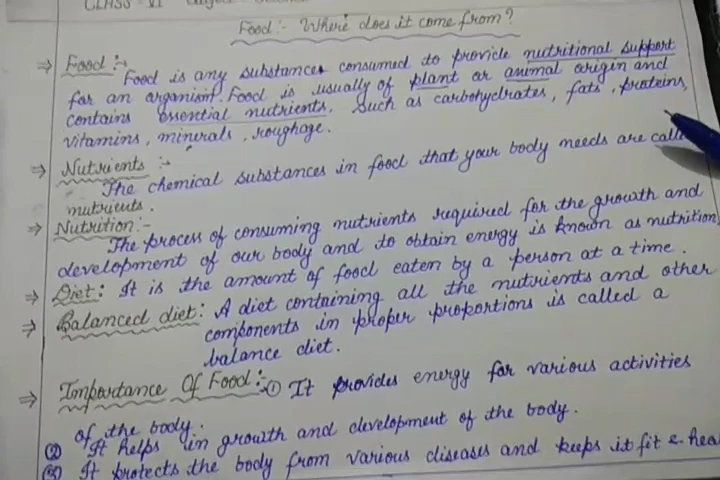 CLASS - VI
Food :- Where does it come from?
⇒ Food :-
Food is any substances consumed to provide nutritional support
for an organism. Food is usually of plant or animal origin and
contains essential nutrients. Such as carbohydrates, fats, proteins,
vitamins, minerals, roughage.
⇒ Nutrients :-
The chemical substances in food that your body needs are
nutrients.
⇒ Nutrition :-
The process of consuming nutrients required for the growth and
development of our body and to obtain energy is known as nutrition
⇒ Diet : It is the amount of food eaten by a person at a time.
⇒ Balanced diet : A diet containing all the nutrients and other
components in proper proportions is called a
balance diet.
⇒ Importance Of Food :- ① It provides energy for various activities
of the body.
② It helps in growth and development of the body.
③ It protects the body from various diseases and keeps it fit &